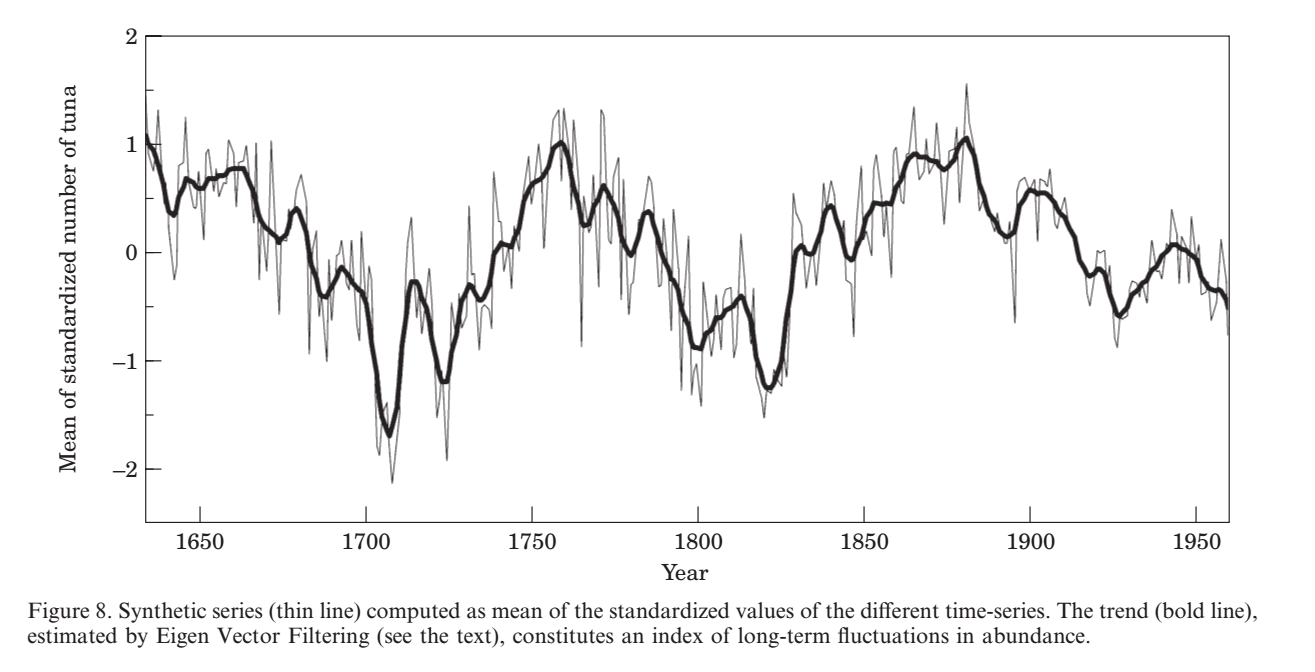 Mean of standardized number of tuna
2
1
0
–1
–2
1650 1700 1750 1800 1850 1900 1950
Year
Figure 8. Synthetic series (thin line) computed as mean of the standardized values of the different time-series. The trend (bold line),
estimated by Eigen Vector Filtering (see the text), constitutes an index of long-term fluctuations in abundance.